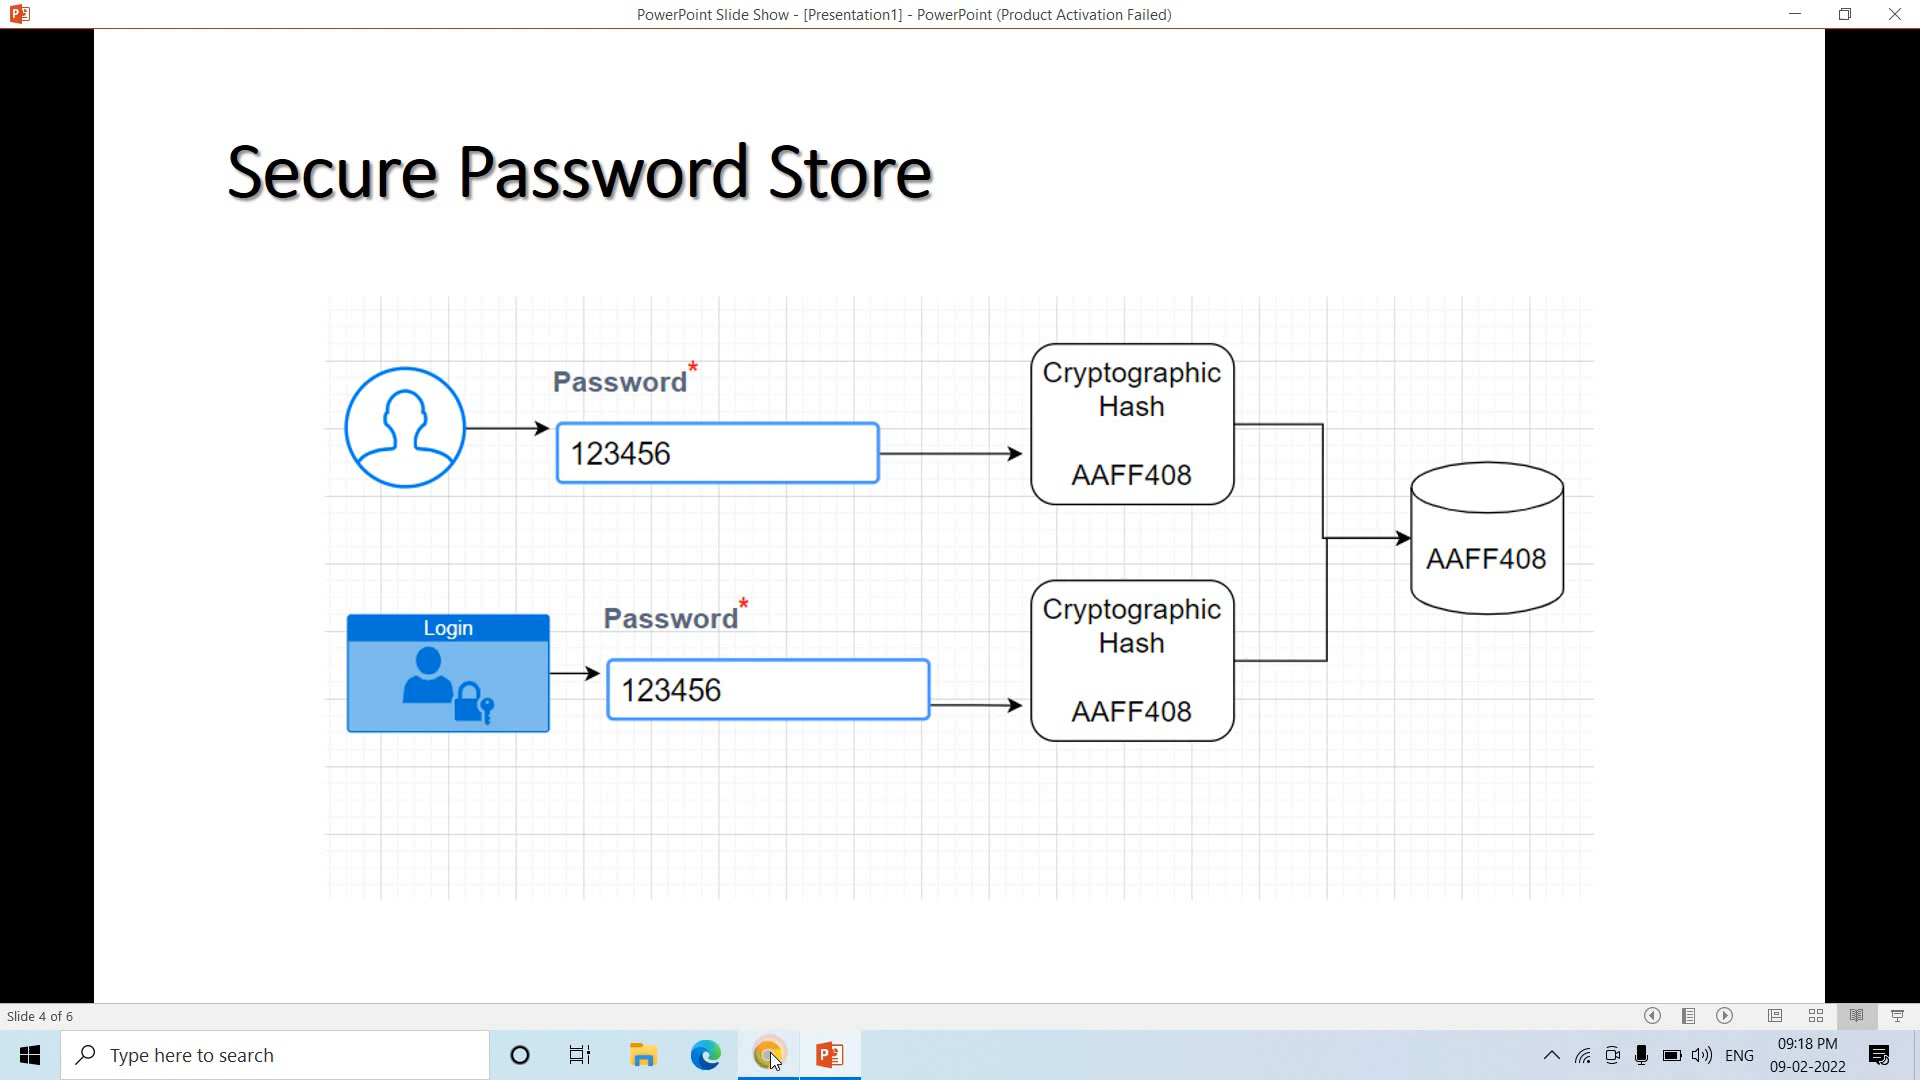 PowerPoint Slide Show - [Presentation1] - PowerPoint (Product Activation Failed)
Secure Password Store
Password*
123456
Cryptographic
Hash
AAFF408
AAFF408
Login
Password*
123456
Cryptographic
Hash
AAFF408
Slide 4 of 6
Type here to search
ENG
09:18 PM
09-02-2022